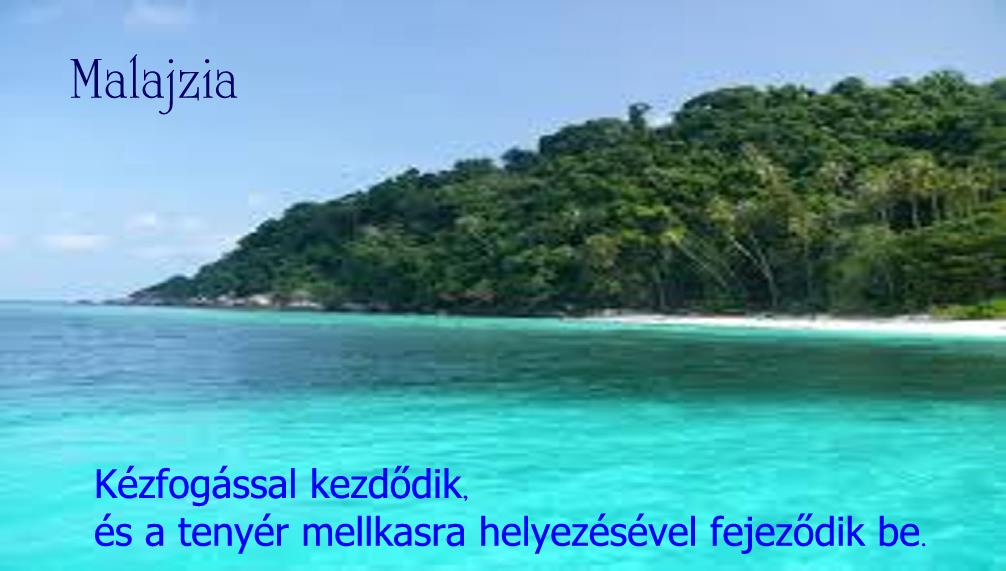 Malajzia
Kézfogással kezdődik,
és a tenyér mellkasra helyezésével fejeződik be.